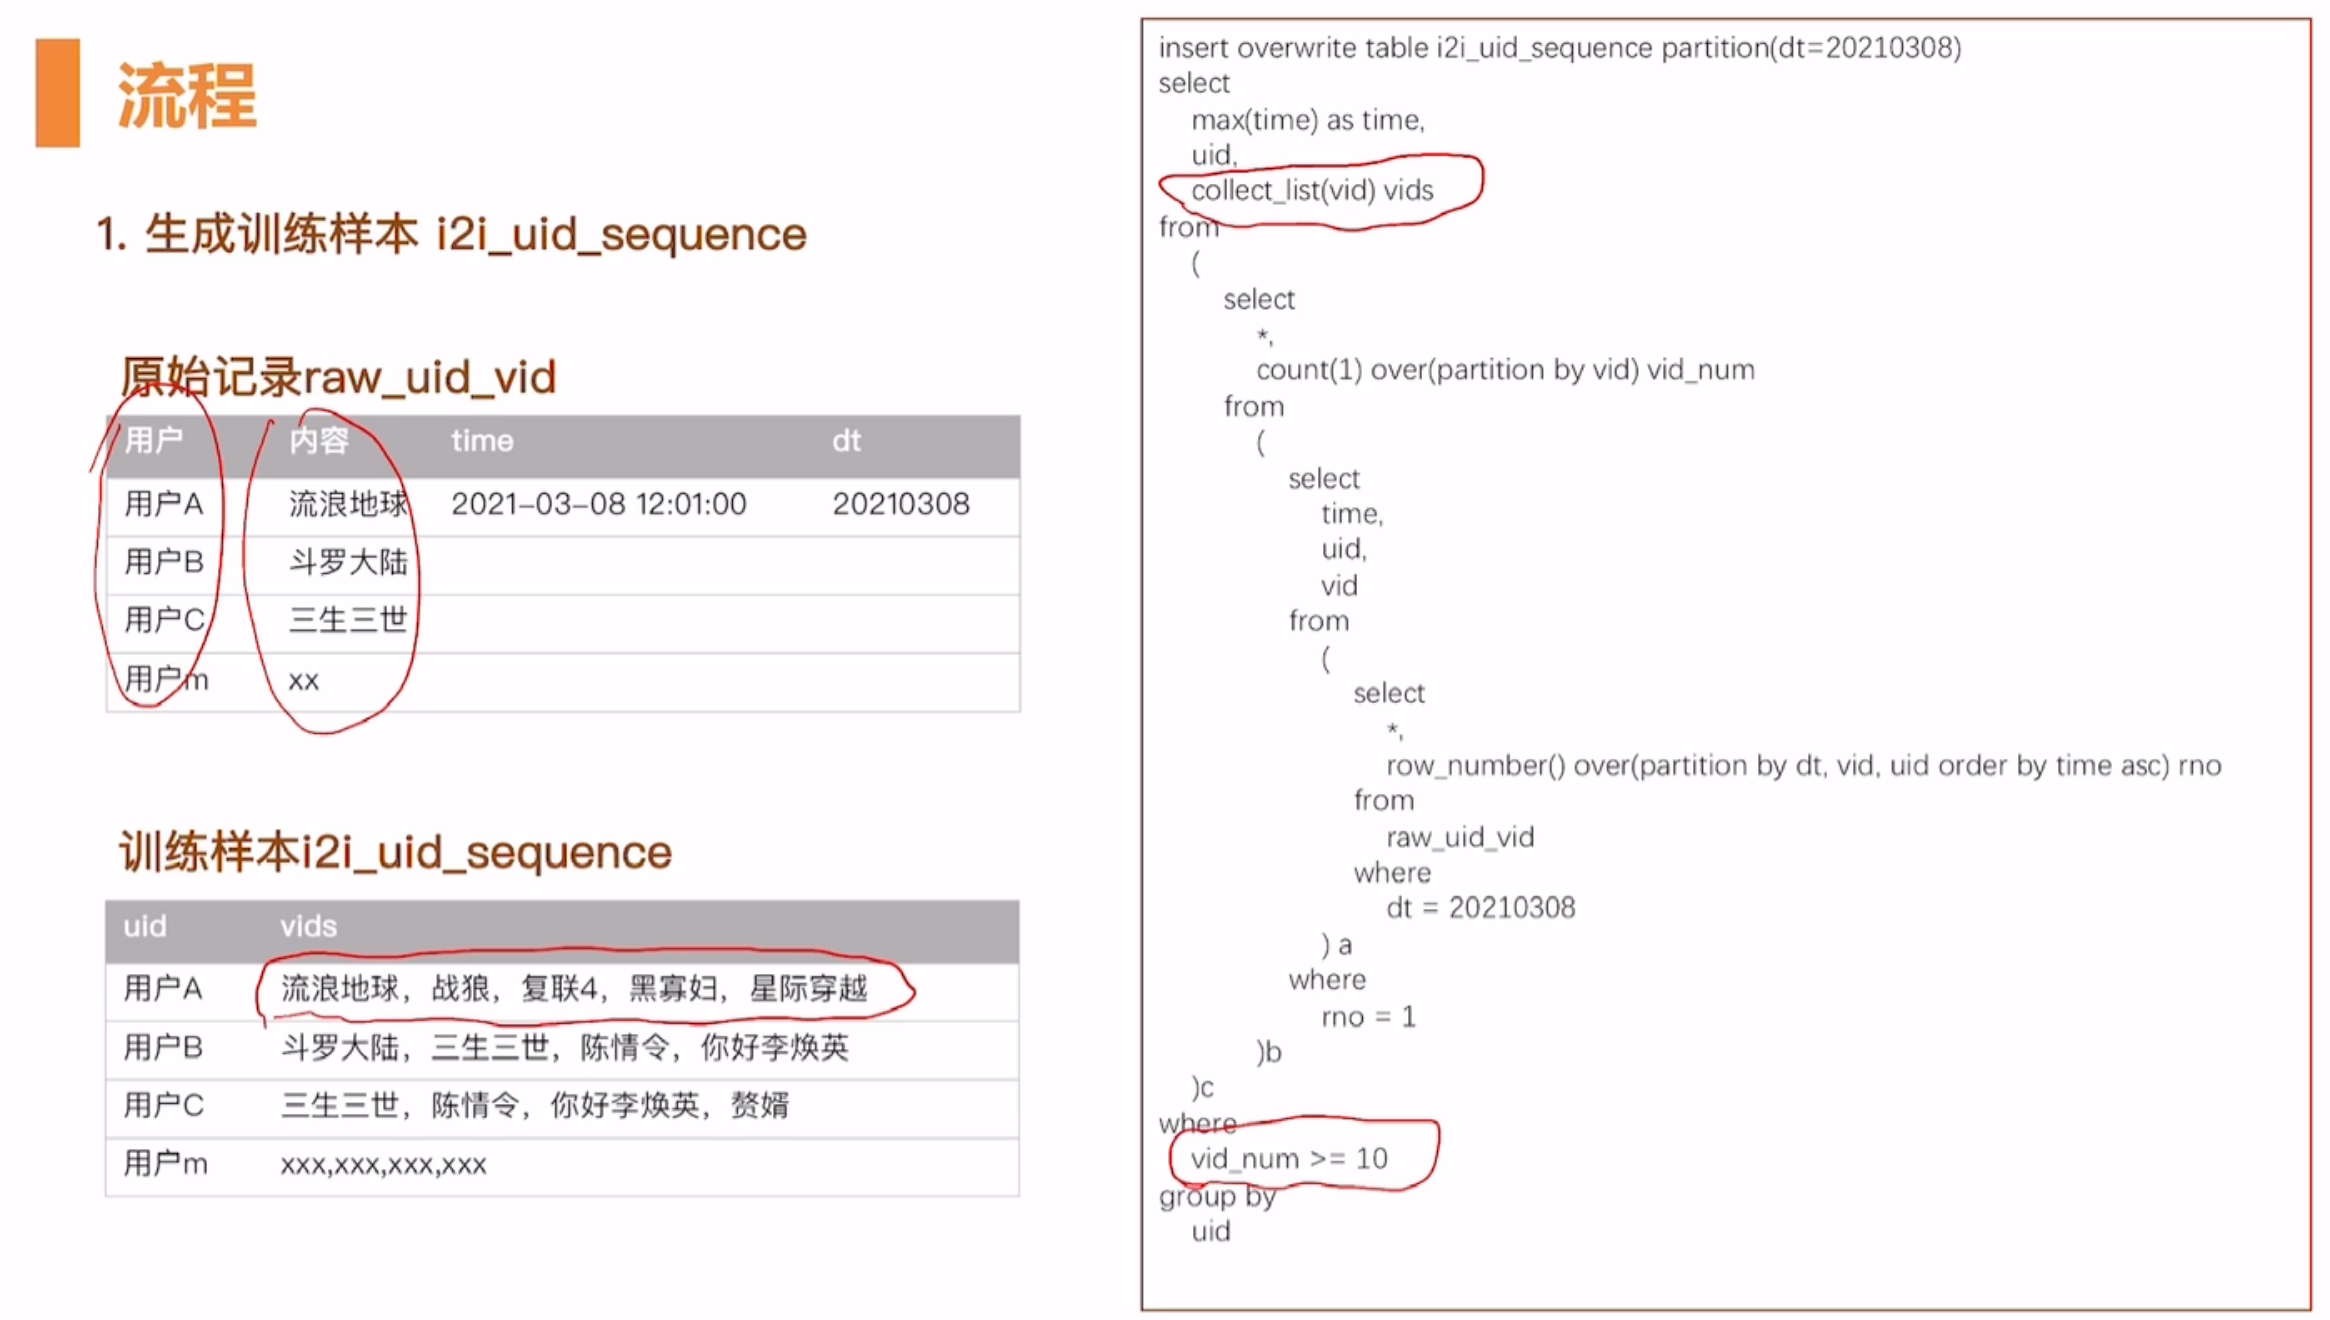 流程
1. 生成训练样本 i2i_uid_sequence
原始记录raw_uid_vid
用户 内容 time dt
用户A 流浪地球 2021-03-08 12:01:00 20210308
用户B 斗罗大陆
用户C 三生三世
用户m xx
训练样本i2i_uid_sequence
uid vids
用户A 流浪地球，战狼，复联4，黑寡妇，星际穿越
用户B 斗罗大陆，三生三世，陈情令，你好李焕英
用户C 三生三世，陈情令，你好李焕英，赘婿
用户m xxx,xxx,xxx,xxx
insert overwrite table i2i_uid_sequence partition(dt=20210308)
select
max(time) as time,
uid,
collect_list(vid) vids
from
(
select
*,
count(1) over(partition by vid) vid_num
from
(
select
time,
uid,
vid
from
(
select
*,
row_number() over(partition by dt, vid, uid order by time asc) rno
from
raw_uid_vid
where
dt = 20210308
) a
where
rno = 1
)b
)c
where
vid_num >= 10
group by
uid